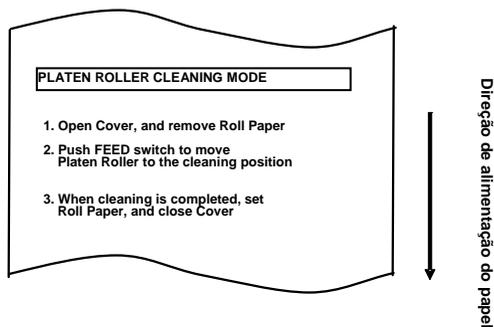 PLATEN ROLLER CLEANING MODE
1. Open Cover, and remove Roll Paper
2. Push FEED switch to move
Platen Roller to the cleaning position
3. When cleaning is completed, set
Roll Paper, and close Cover
Direção de alimentação do papel